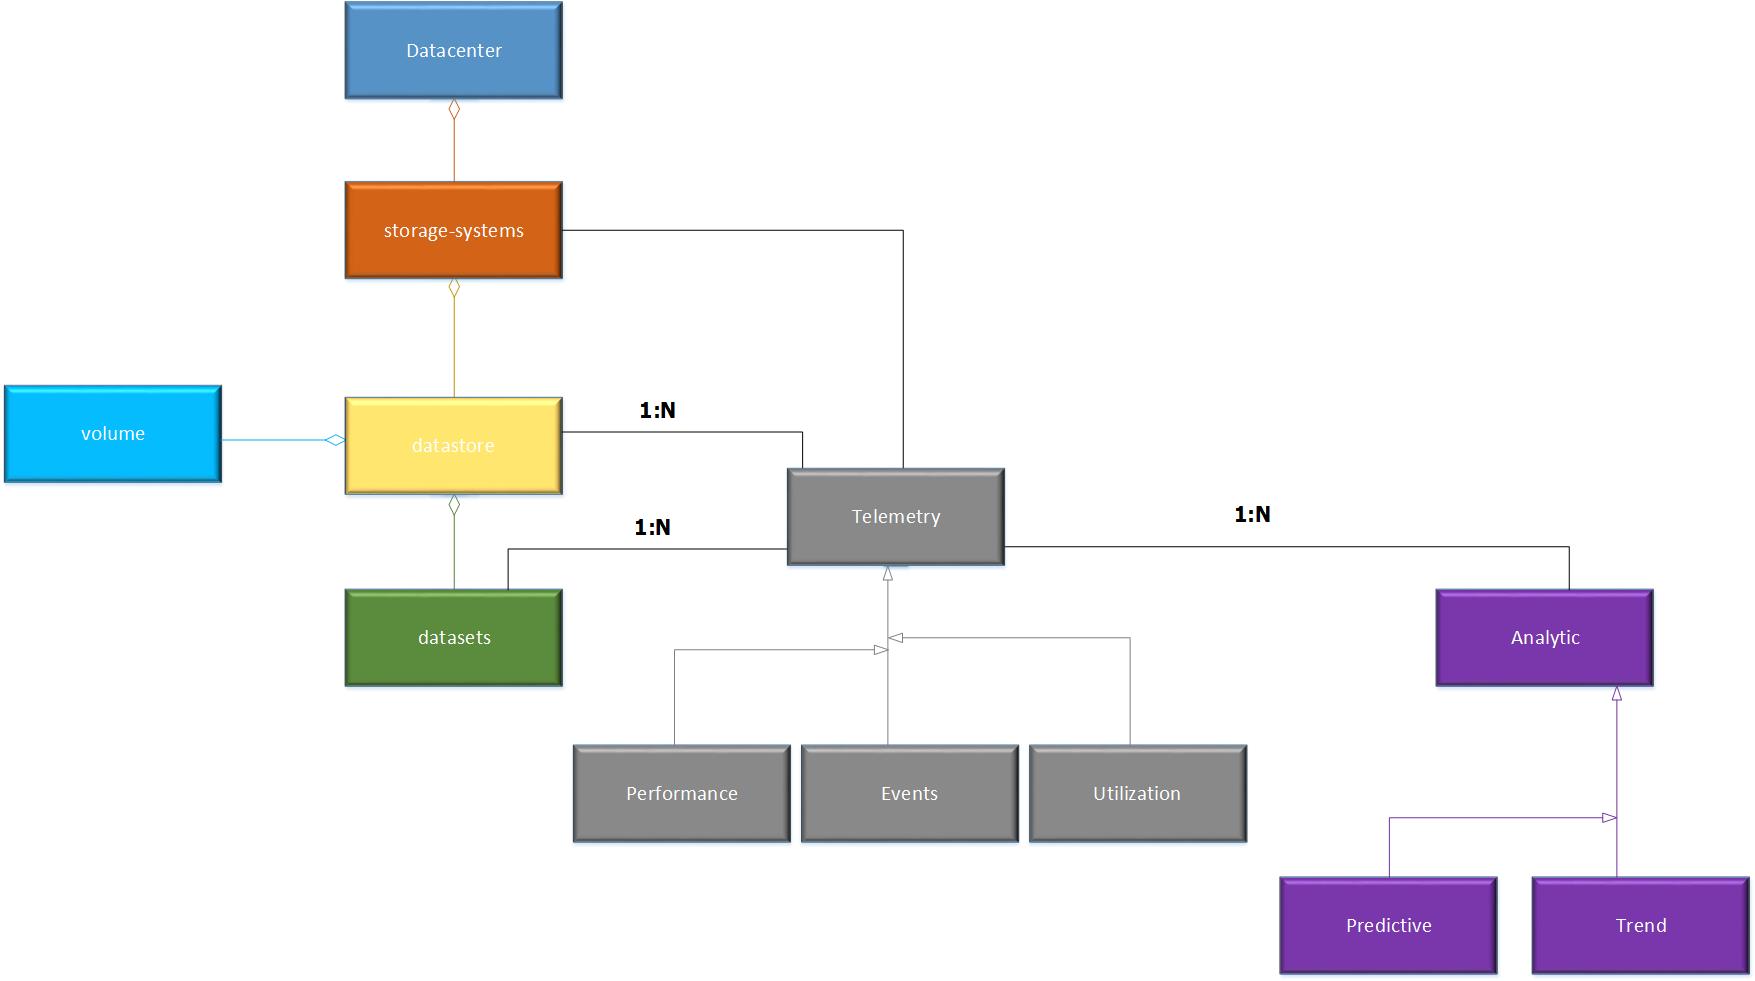 Datacenter
storage-systems
volume
datastore
1:N
Telemetry
1:N
1:N
datasets
Analytic
Performance
Events
Utilization
Predictive
Trend